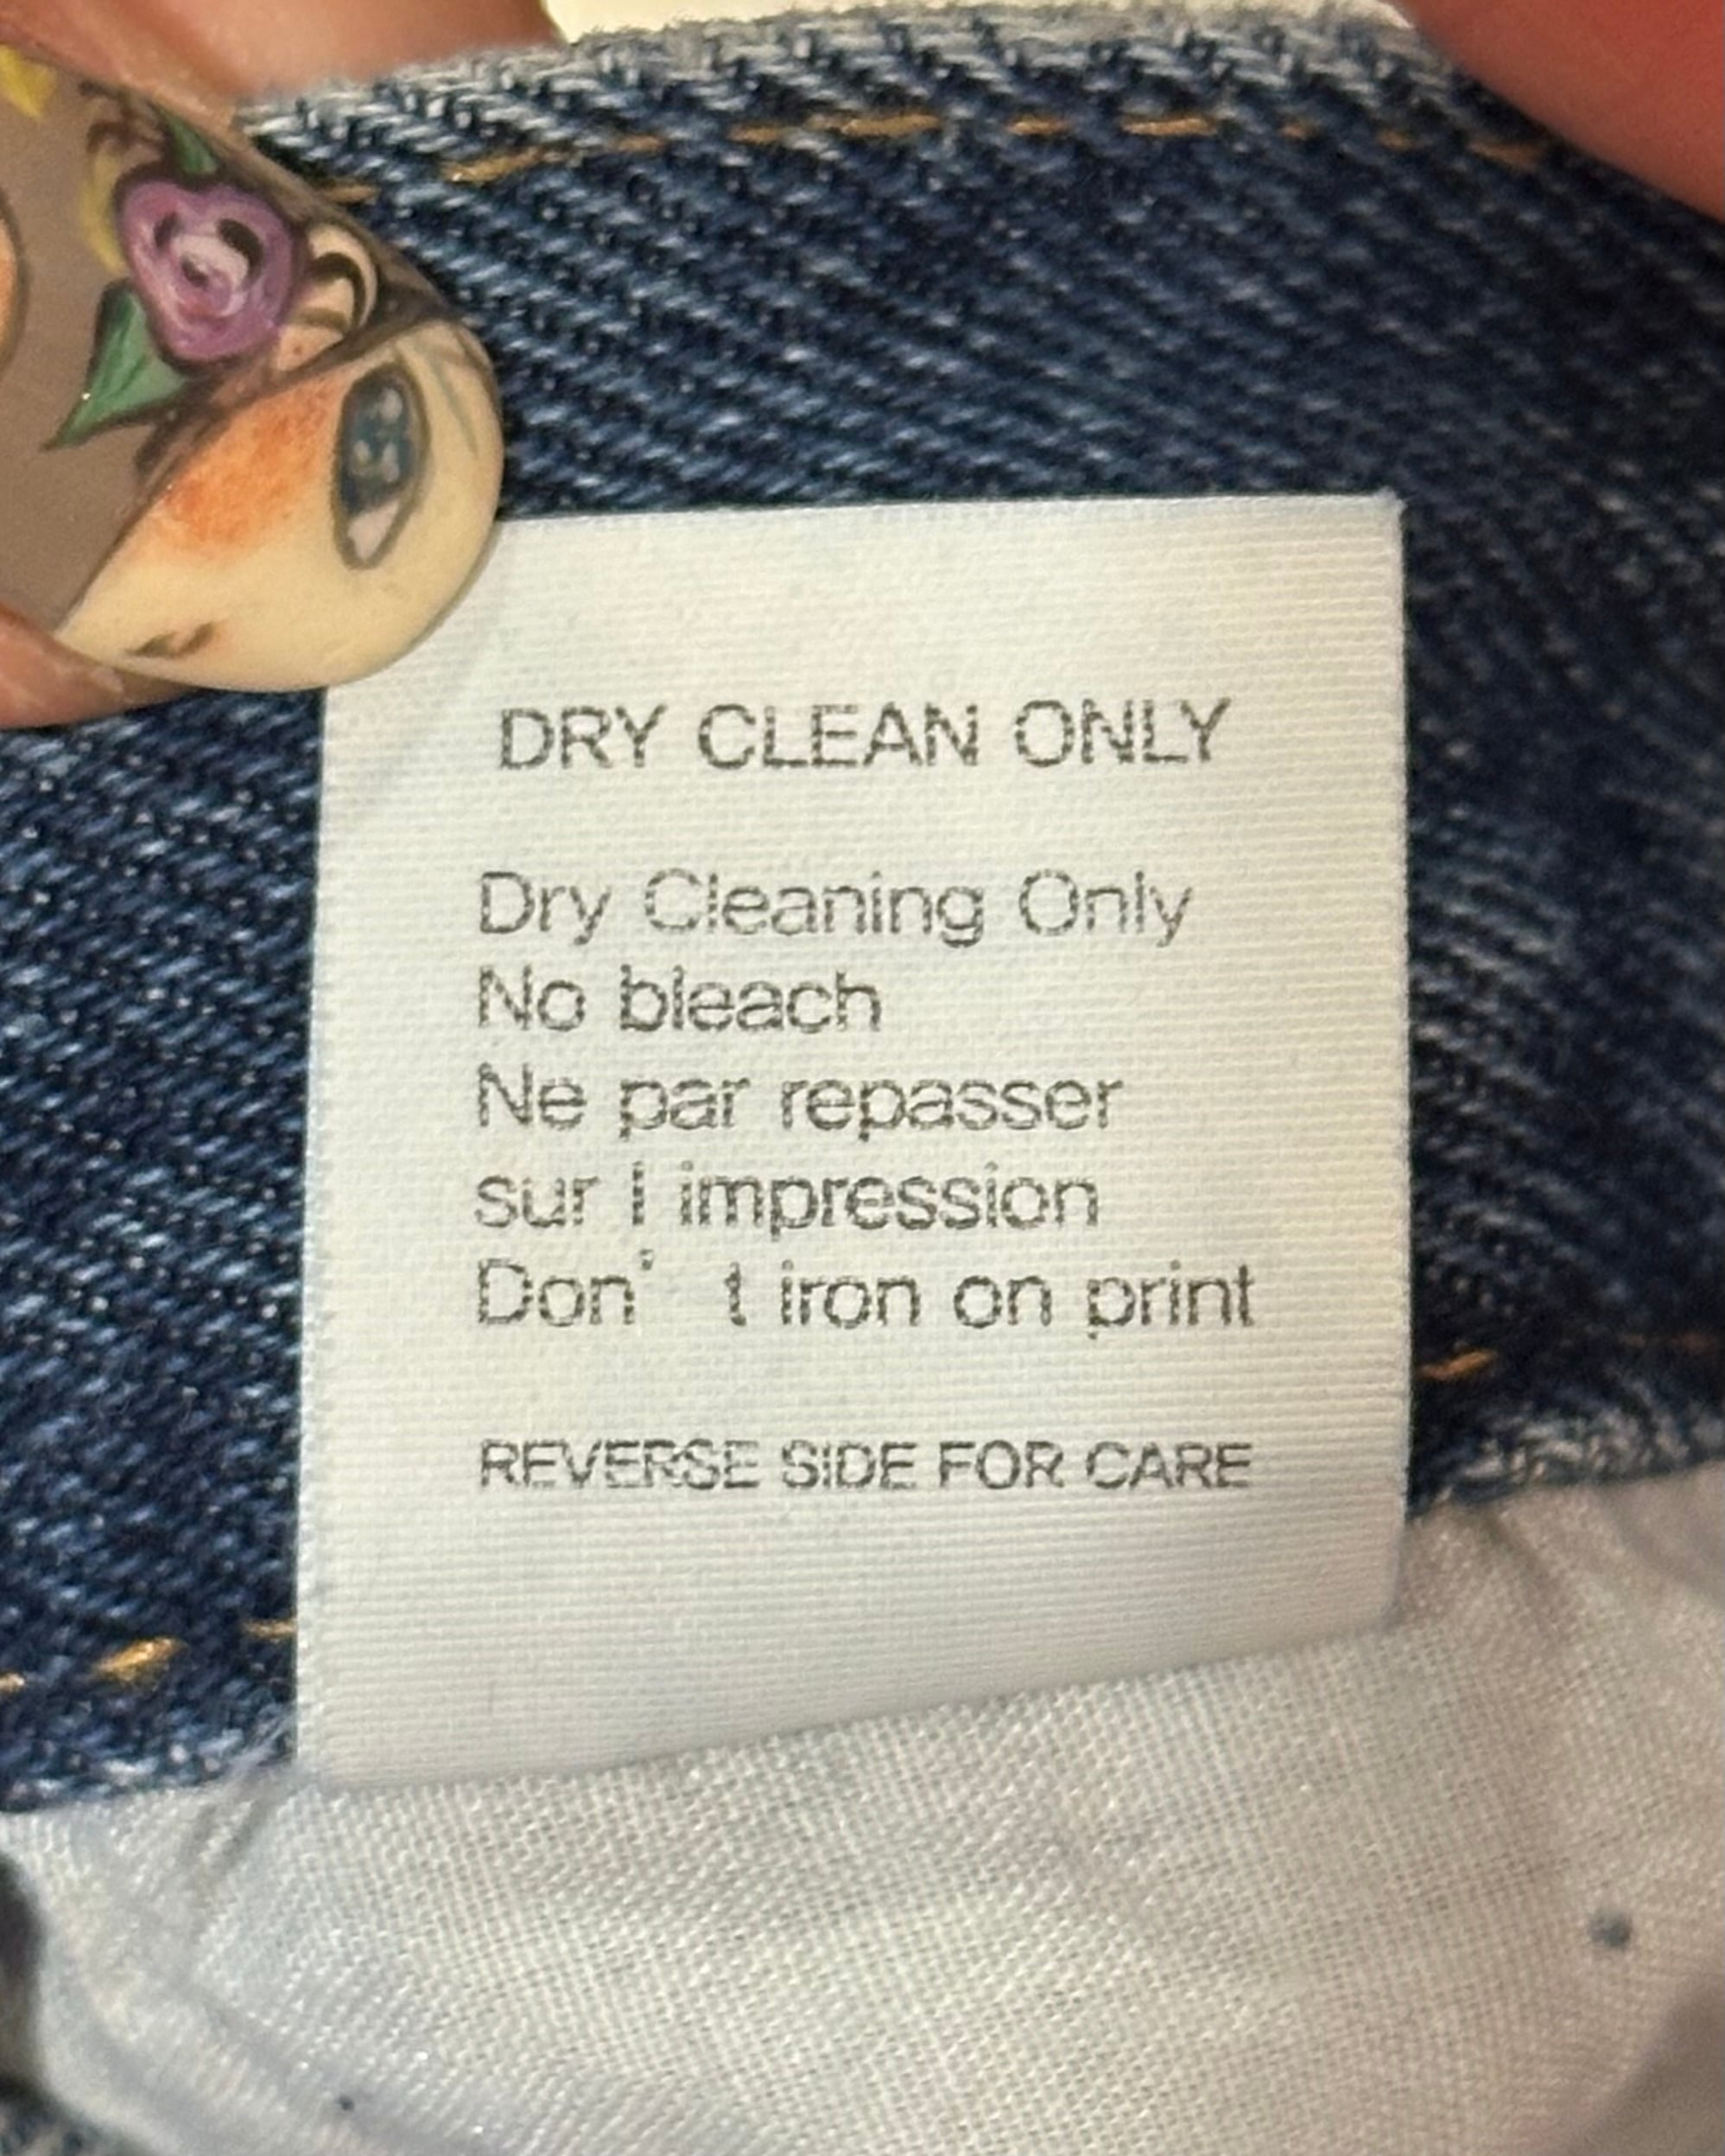 DRY CLEAN ONLY
Dry Cleaning Only
No bleach
Ne par repasser
sur l impression
Don' t iron on print
REVERSE SIDE FOR CARE